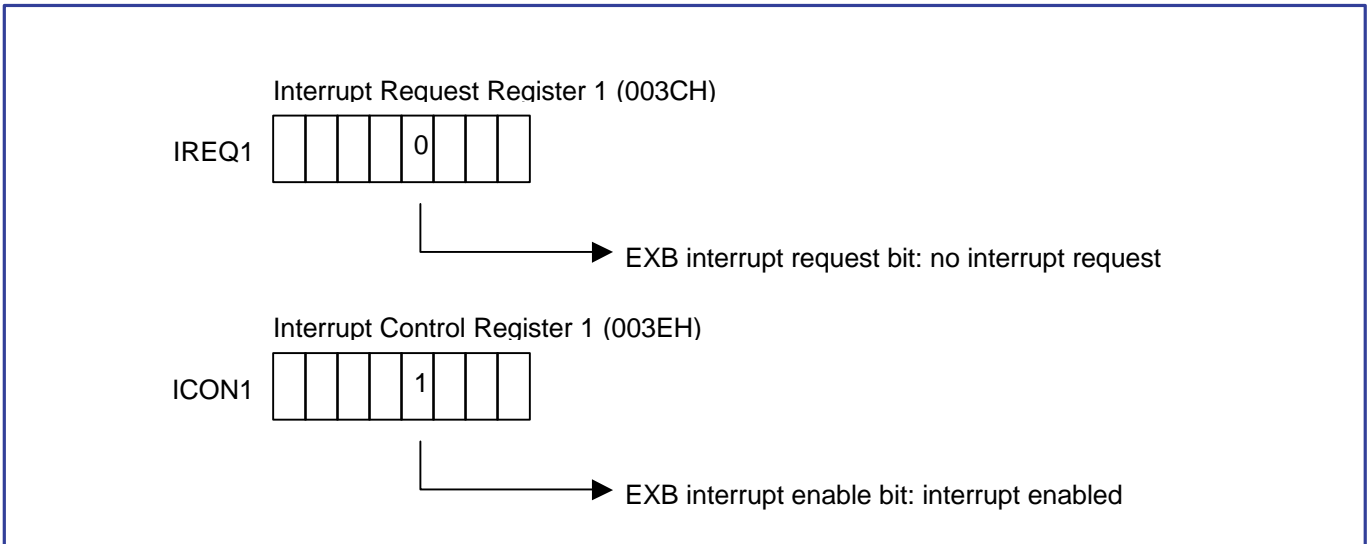 Interrupt Request Register 1 (003CH)
IREQ1 0
EXB interrupt request bit: no interrupt request
Interrupt Control Register 1 (003EH)
ICON1 1
EXB interrupt enable bit: interrupt enabled